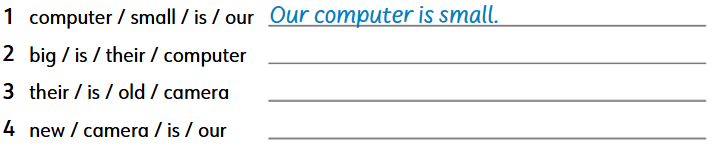 1 computer / small / is / our Our computer is small.
2 big / is / their / computer
3 their / is / old / camera
4 new / camera / is / our